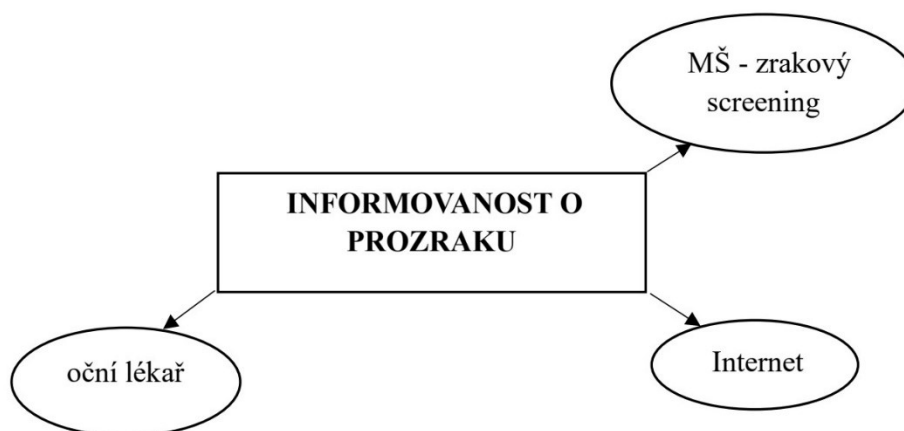 MŠ - zrakový
screening
INFORMOVANOST O
PROZRAKU
oční lékař
Internet